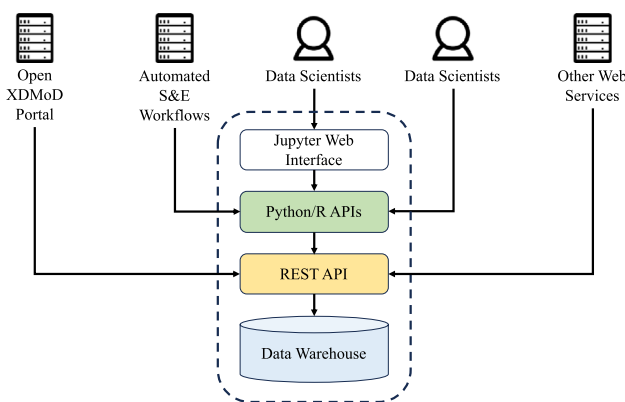 Open
XDMoD
Portal
Automated
S&E
Workflows
Data Scientists
Data Scientists
Other Web
Services
Jupyter Web
Interface
Python/R APIs
REST API
Data Warehouse